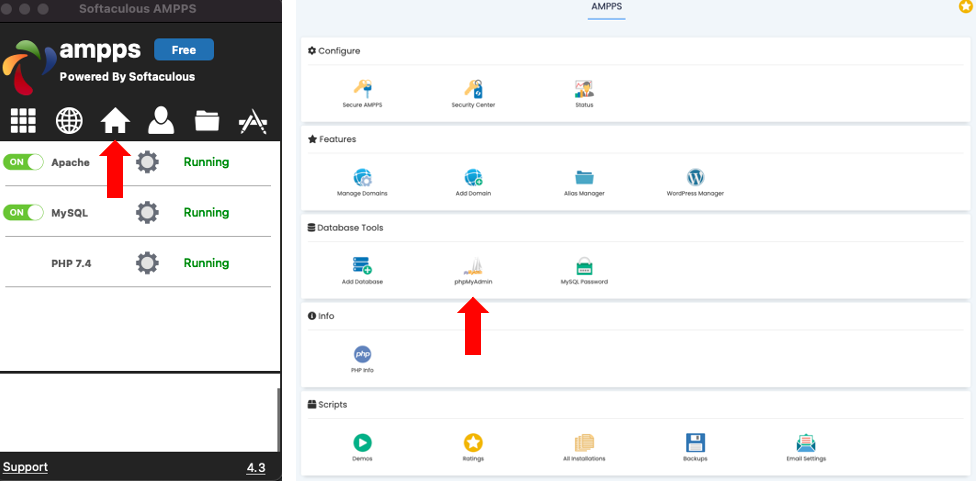 Softaculous AMPPS
ampps Free
Powered By Softaculous
ON Apache Running
ON MySQL Running
PHP 7.4 Running
Support 4.3
AMPPS
Configure
Secure AMPPS Security Center Status
Features
Manage Domains Add Domain Alias Manager WordPress Manager
Database Tools
Add Database phpMyAdmin MySQL Password
Info
php
PHP Info
Scripts
Demos Ratings All Installations Backups Email Settings